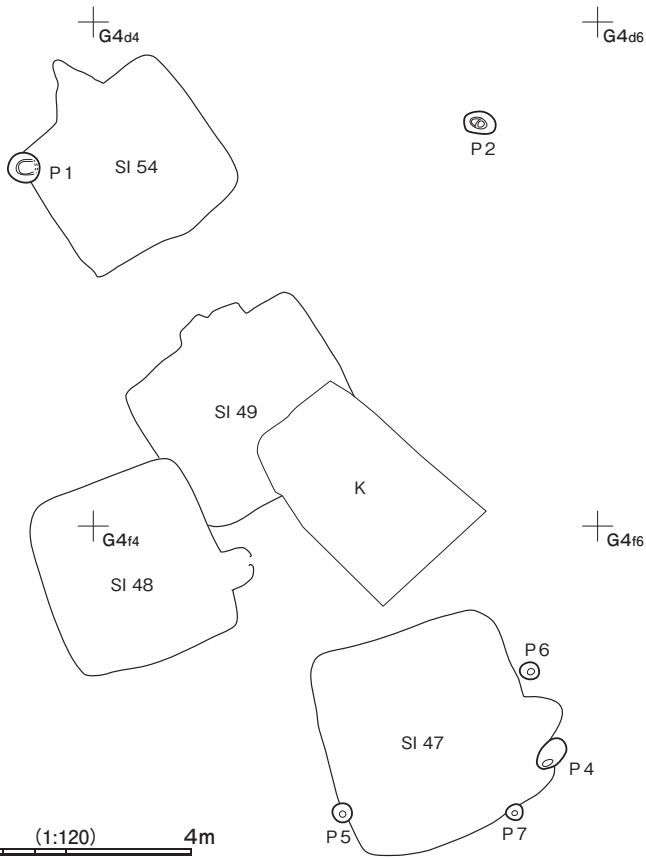 G4d4
G4d6
P1
SI 54
P2
SI 49
K
G4f4
G4f6
SI 48
P6
SI 47
P4
P5
P7
(1:120)
4m